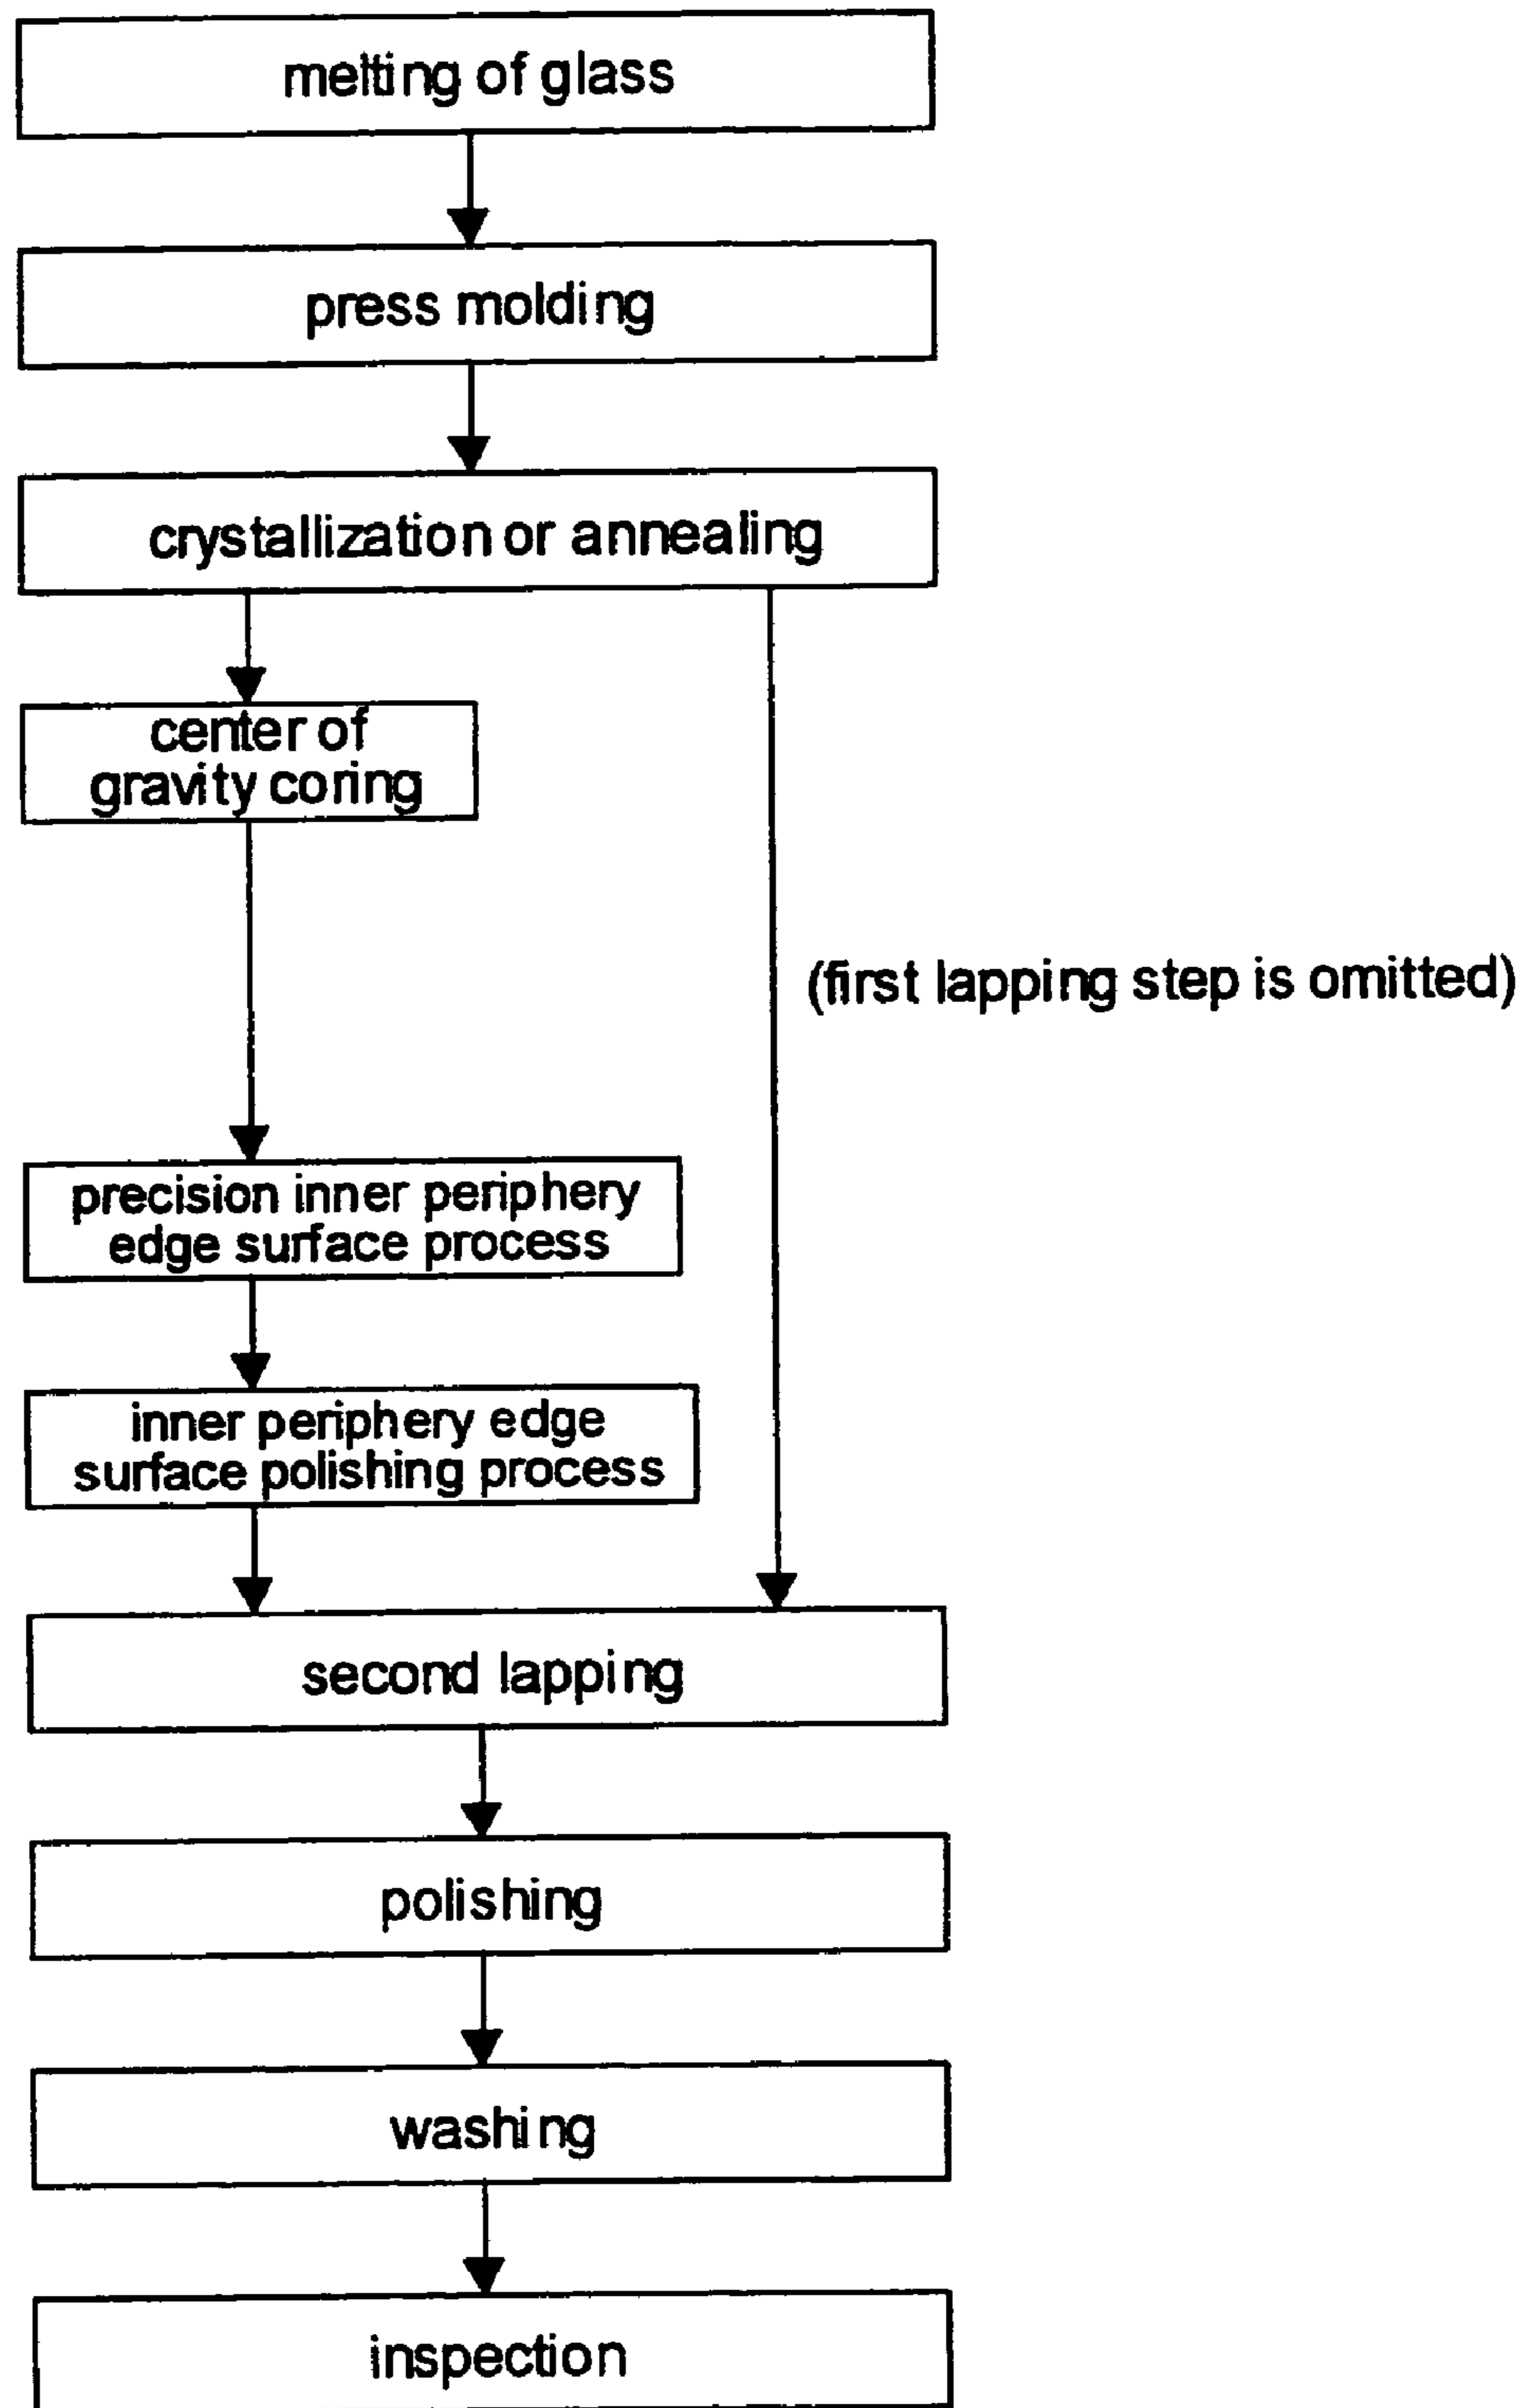 melting of glass
press molding
crystallization or annealing
center of
gravity coring
(first lapping step is omitted)
precision inner periphery
edge surface process
inner periphery edge
surface polishing process
second lapping
polishing
washing
inspection